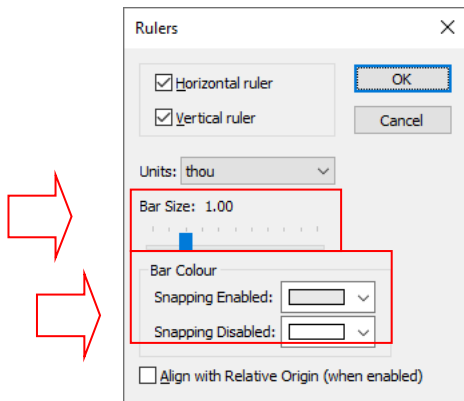 Rulers
Horizontal ruler
OK
Vertical ruler
Cancel
Units: thou
Bar Size: 1.00
Bar Colour
Snapping Enabled:
Snapping Disabled:
Align with Relative Origin (when enabled)